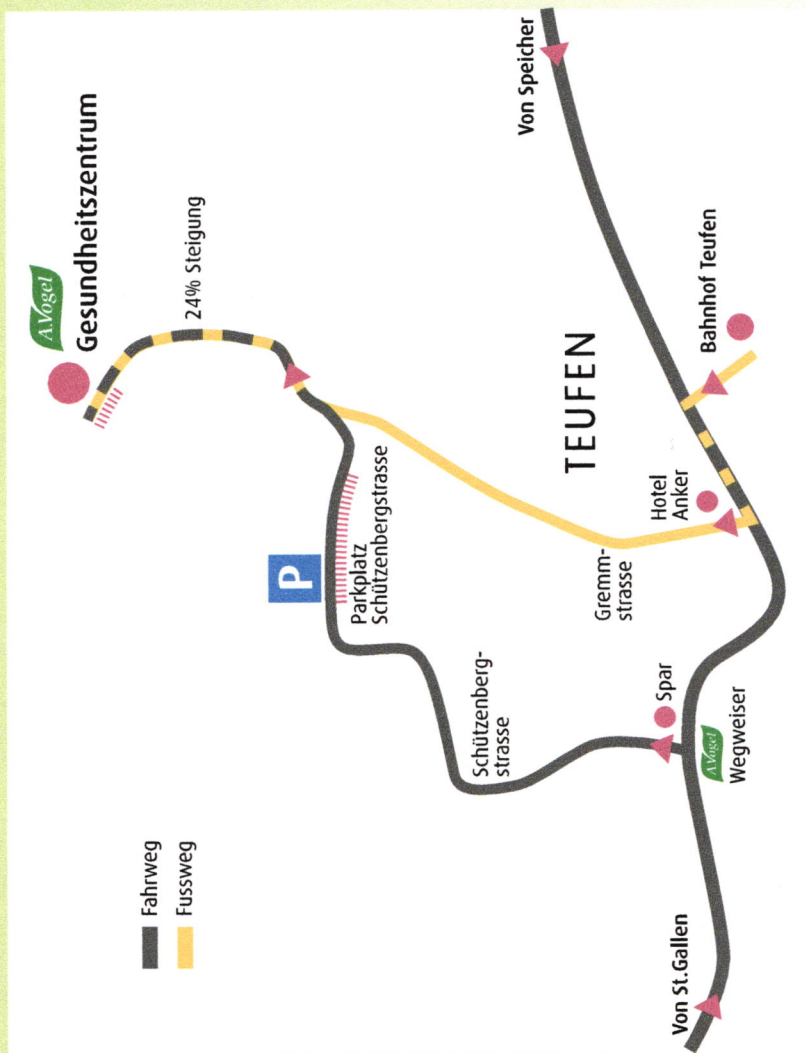 A.Vogel
Gesundheitszentrum
24% Steigung
Von Speicher
P
Parkplatz
Schützenbergstrasse
TEUFEN
Bahnhof Teufen
Hotel
Anker
Gremm-
strasse
Schützenberg-
strasse
Spar
A.Vogel
Wegweiser
Fahrweg
Fussweg
Von St.Gallen